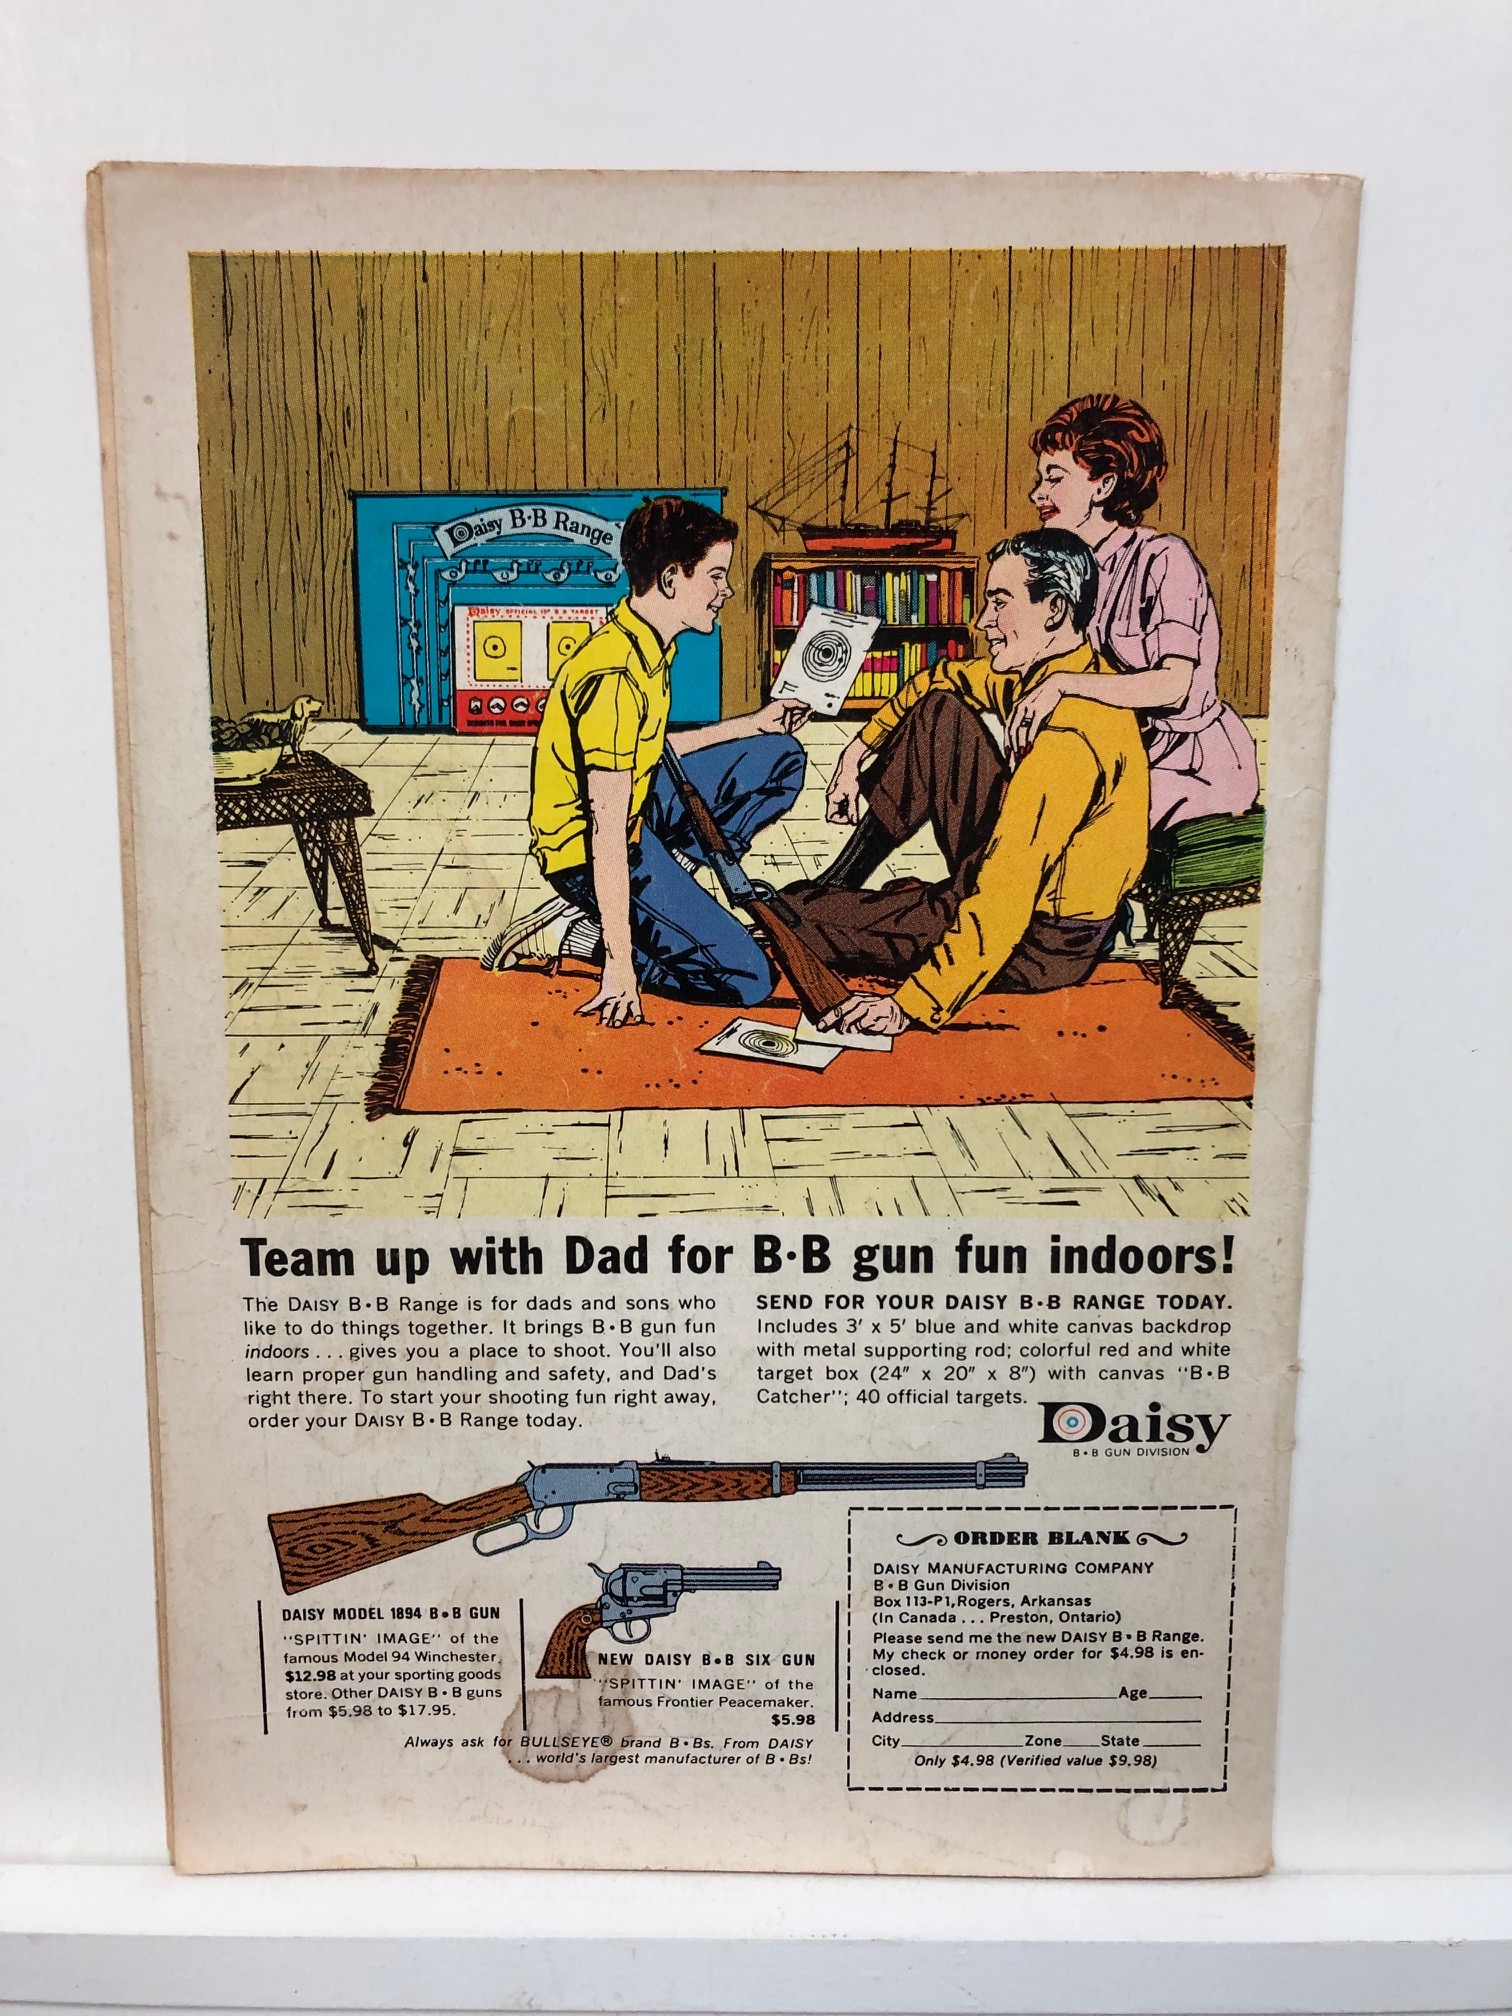 Daisy B•B Range
Daisy OFFICIAL 15' B B TARGET
Team up with Dad for B•B gun fun indoors!
The DAISY B•B Range is for dads and sons who
like to do things together. It brings B•B gun fun
indoors . . . gives you a place to shoot. You'll also
learn proper gun handling and safety, and Dad's
right there. To start your shooting fun right away,
order your DAISY B•B Range today.
SEND FOR YOUR DAISY B•B RANGE TODAY.
Includes 3' x 5' blue and white canvas backdrop
with metal supporting rod; colorful red and white
target box (24" x 20" x 8") with canvas "B•B
Catcher"; 40 official targets.
Daisy
B•B GUN DIVISION
DAISY MODEL 1894 B•B GUN
"SPITTIN' IMAGE" of the
famous Model 94 Winchester.
$12.98 at your sporting goods
store. Other DAISY B•B guns
from $5.98 to $17.95.
NEW DAISY B•B SIX GUN
"SPITTIN' IMAGE" of the
famous Frontier Peacemaker.
$5.98
Always ask for BULLSEYE® brand B•Bs. From DAISY
. . . world's largest manufacturer of B•Bs!
ORDER BLANK
DAISY MANUFACTURING COMPANY
B•B Gun Division
Box 113-P1, Rogers, Arkansas
(In Canada . . . Preston, Ontario)
Please send me the new DAISY B•B Range.
My check or money order for $4.98 is en-
closed.
Name Age
Address
City Zone State
Only $4.98 (Verified value $9.98)